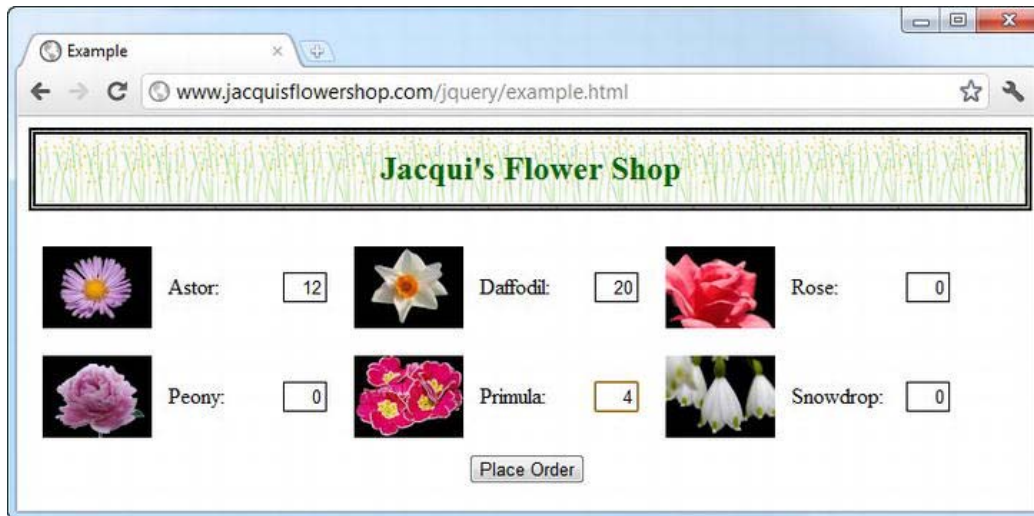 Example
www.jacquisflowershop.com/jquery/example.html
Jacqui's Flower Shop
Astor: 12 Daffodil: 20 Rose: 0
Peony: 0 Primula: 4 Snowdrop: 0
Place Order